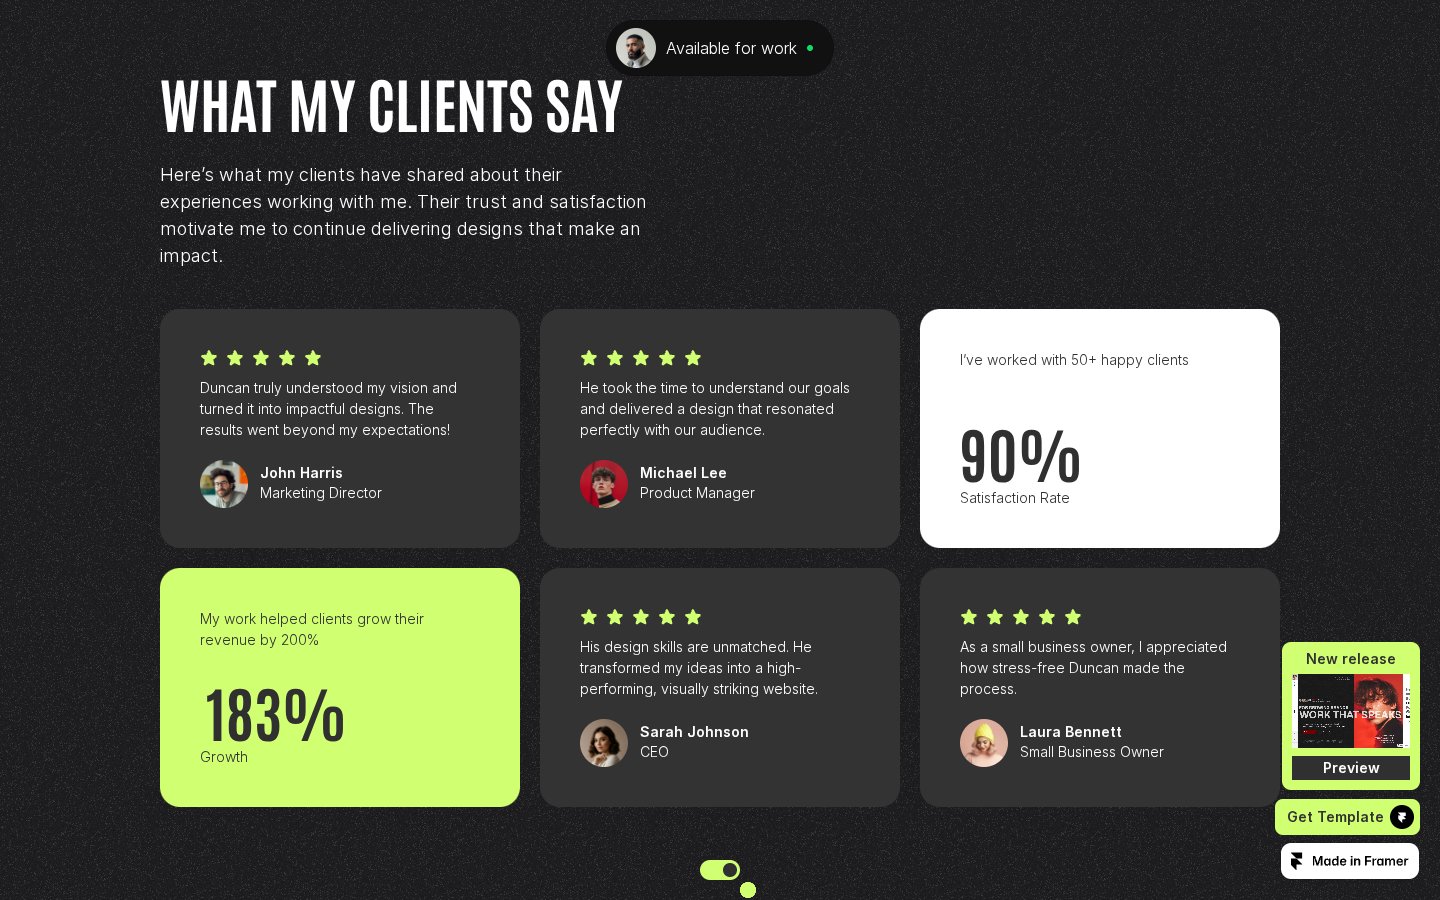 Available for work
WHAT MY CLIENTS SAY
Here's what my clients have shared about their
experiences working with me. Their trust and satisfaction
motivate me to continue delivering designs that make an
impact.
Duncan truly understood my vision and
turned it into impactful designs. The
results went beyond my expectations!
John Harris
Marketing Director
He took the time to understand our goals
and delivered a design that resonated
perfectly with our audience.
Michael Lee
Product Manager
I've worked with 50+ happy clients
90%
Satisfaction Rate
My work helped clients grow their
revenue by 200%
183%
Growth
His design skills are unmatched. He
transformed my ideas into a high-
performing, visually striking website.
Sarah Johnson
CEO
As a small business owner, I appreciated
how stress-free Duncan made the
process.
Laura Bennett
Small Business Owner
New release
WORK THAT SPEAKS
Preview
Get Template
Made in Framer